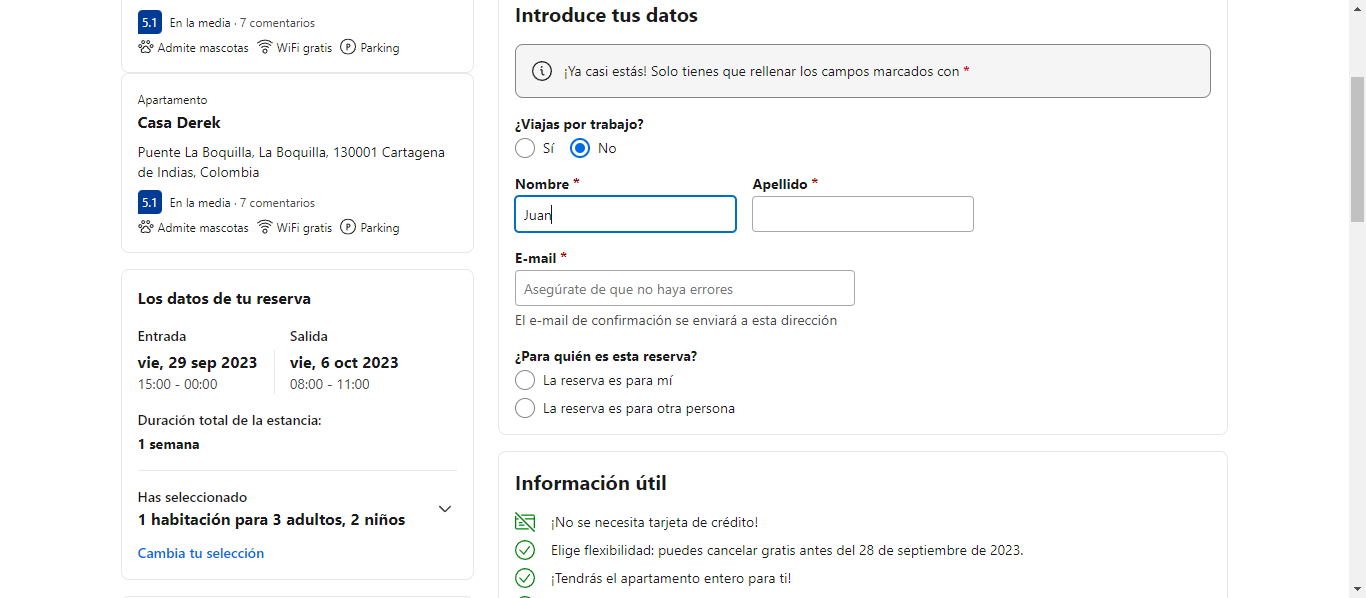 5.1 En la media · 7 comentarios
Admite mascotas WiFi gratis Parking
Apartamento
Casa Derek
Puente La Boquilla, La Boquilla, 130001 Cartagena
de Indias, Colombia
5.1 En la media · 7 comentarios
Admite mascotas WiFi gratis Parking
Los datos de tu reserva
Entrada
vie, 29 sep 2023
15:00 - 00:00
Salida
vie, 6 oct 2023
08:00 - 11:00
Duración total de la estancia:
1 semana
Has seleccionado
1 habitación para 3 adultos, 2 niños
Cambia tu selección
Introduce tus datos
¡Ya casi estás! Solo tienes que rellenar los campos marcados con *
¿Viajas por trabajo?
Sí No
Nombre * Apellido *
Juan
E-mail *
Asegúrate de que no haya errores
El e-mail de confirmación se enviará a esta dirección
¿Para quién es esta reserva?
La reserva es para mí
La reserva es para otra persona
Información útil
¡No se necesita tarjeta de crédito!
Elige flexibilidad: puedes cancelar gratis antes del 28 de septiembre de 2023.
¡Tendrás el apartamento entero para ti!